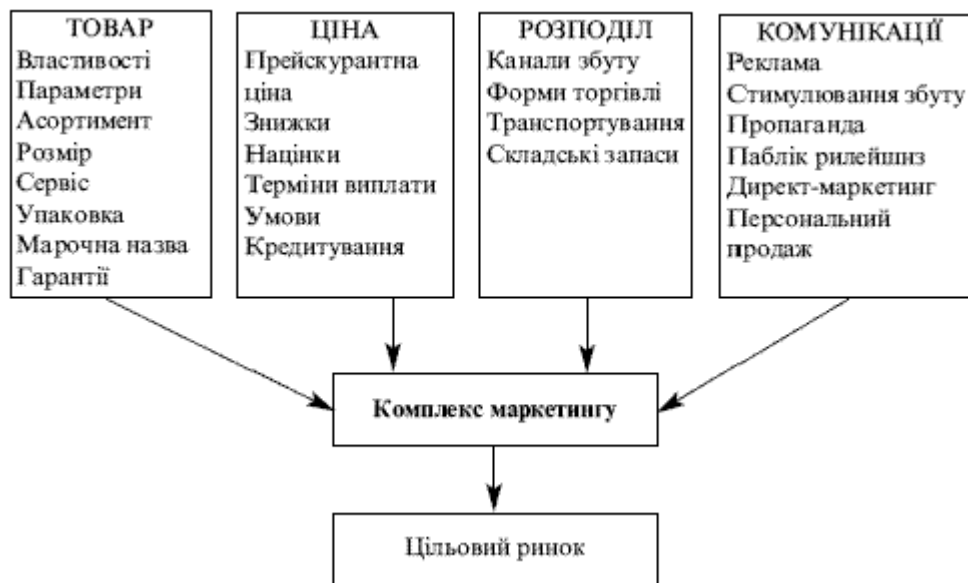 ТОВАР
Властивості
Параметри
Асортимент
Розмір
Сервіс
Упаковка
Марочна назва
Гарантії
ЦІНА
Прейскурантна
ціна
Знижки
Націнки
Терміни виплати
Умови
Кредитування
РОЗПОДІЛ
Канали збуту
Форми торгівлі
Транспортування
Складські запаси
КОМУНІКАЦІЇ
Реклама
Стимулювання збуту
Пропаганда
Паблік рилейшнз
Директ-маркетинг
Персональний
продаж
Комплекс маркетингу
Цільовий ринок